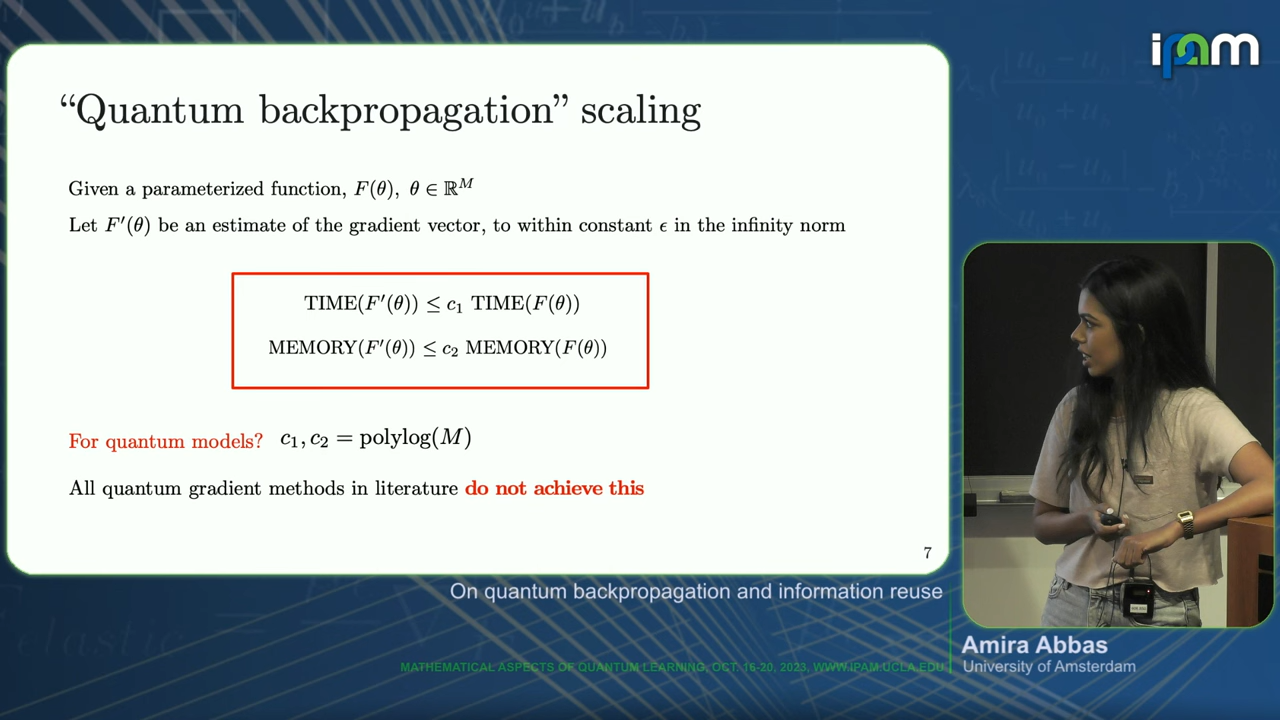 ipam
“Quantum backpropagation” scaling
Given a parameterized function, F(θ), θ ∈ ℝ^M
Let F′(θ) be an estimate of the gradient vector, to within constant ϵ in the infinity norm
TIME(F′(θ)) ≤ c₁ TIME(F(θ))
MEMORY(F′(θ)) ≤ c₂ MEMORY(F(θ))
For quantum models? c₁, c₂ = polylog(M)
All quantum gradient methods in literature do not achieve this
7
On quantum backpropagation and information reuse
Amira Abbas
University of Amsterdam
MATHEMATICAL ASPECTS OF QUANTUM LEARNING, OCT. 16-20, 2023, WWW.IPAM.UCLA.EDU
elastic